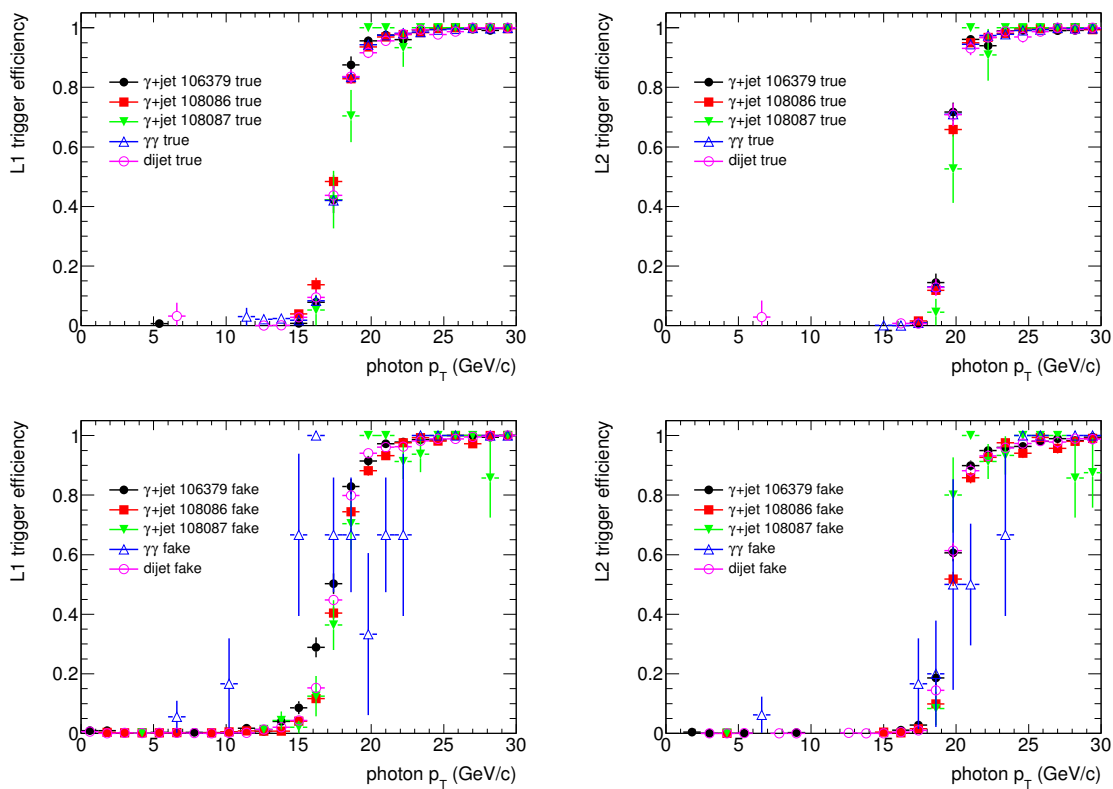 L1 trigger efficiency
1
0.8
0.6
0.4
0.2
0
γ+jet 106379 true
γ+jet 108086 true
γ+jet 108087 true
γγ true
dijet true
0 5 10 15 20 25 30
photon p_T (GeV/c)
L2 trigger efficiency
1
0.8
0.6
0.4
0.2
0
γ+jet 106379 true
γ+jet 108086 true
γ+jet 108087 true
γγ true
dijet true
0 5 10 15 20 25 30
photon p_T (GeV/c)
L1 trigger efficiency
1
0.8
0.6
0.4
0.2
0
γ+jet 106379 fake
γ+jet 108086 fake
γ+jet 108087 fake
γγ fake
dijet fake
0 5 10 15 20 25 30
photon p_T (GeV/c)
L2 trigger efficiency
1
0.8
0.6
0.4
0.2
0
γ+jet 106379 fake
γ+jet 108086 fake
γ+jet 108087 fake
γγ fake
dijet fake
0 5 10 15 20 25 30
photon p_T (GeV/c)